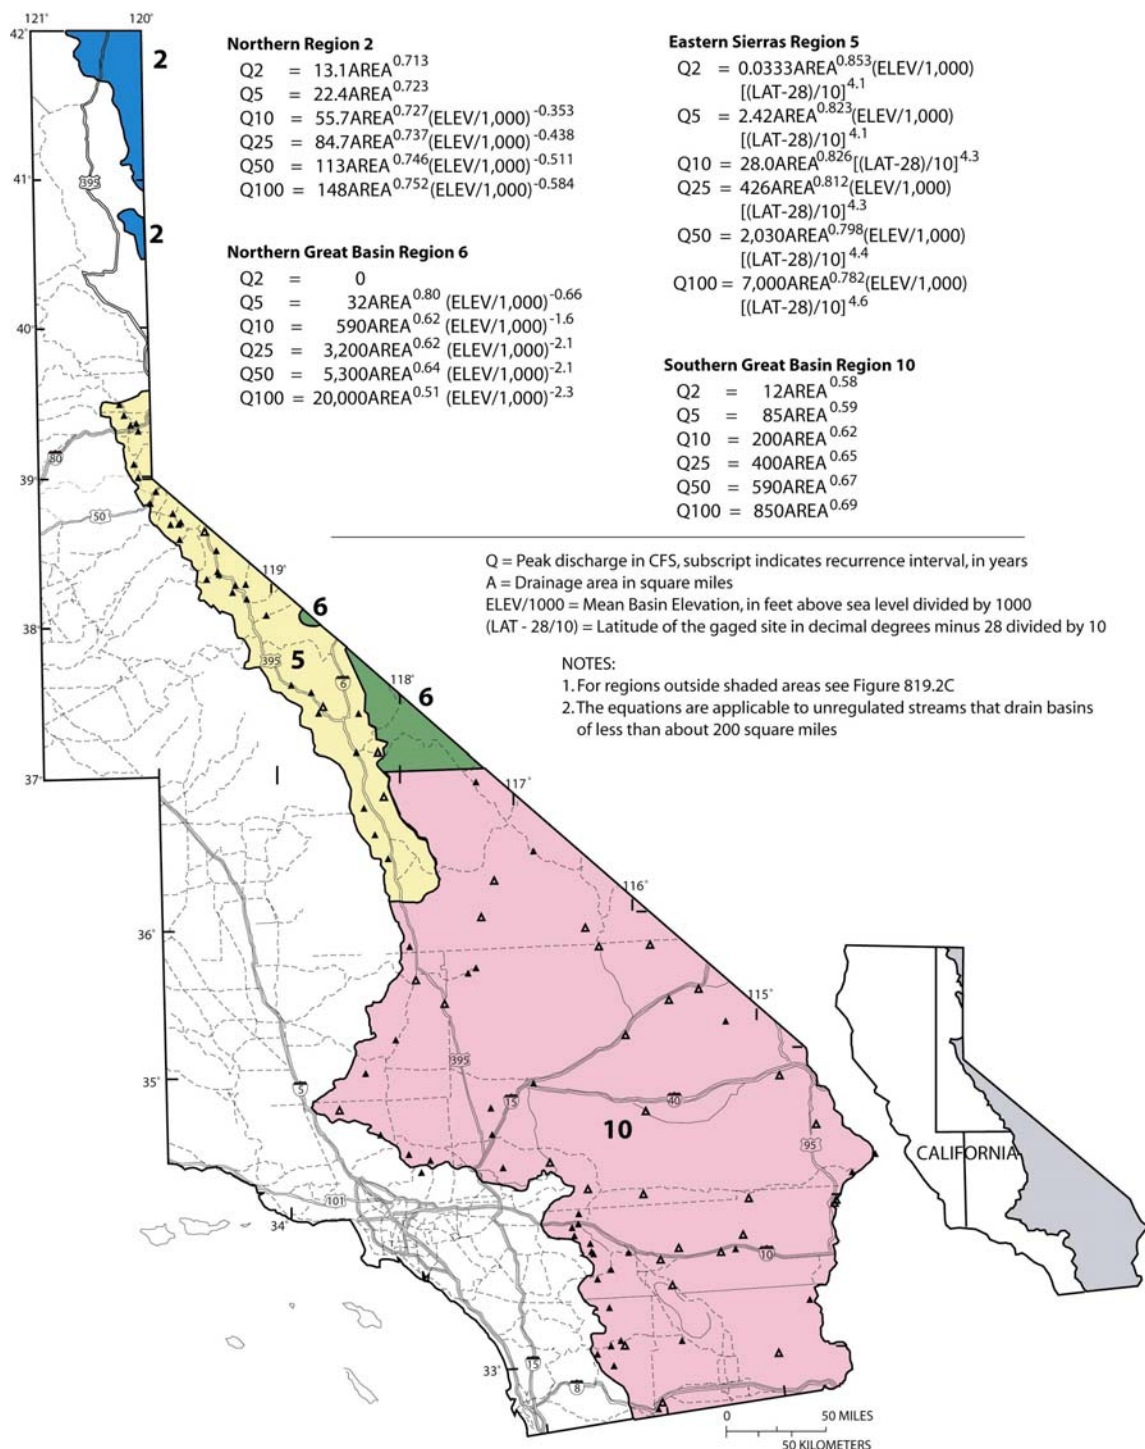 121°
120°
42°
2
395
41°
2
40°
80
39°
50
119°
6
38°
395
5
6
118°
6
37°
117°
116°
36°
115°
395
35°
5
15
40
10
95
101
34°
10
33°
15
8
Northern Region 2
Q2 = 13.1AREA^0.713
Q5 = 22.4AREA^0.723
Q10 = 55.7AREA^0.727(ELEV/1,000)^-0.353
Q25 = 84.7AREA^0.737(ELEV/1,000)^-0.438
Q50 = 113AREA^0.746(ELEV/1,000)^-0.511
Q100 = 148AREA^0.752(ELEV/1,000)^-0.584
Northern Great Basin Region 6
Q2 = 0
Q5 = 32AREA^0.80 (ELEV/1,000)^-0.66
Q10 = 590AREA^0.62 (ELEV/1,000)^-1.6
Q25 = 3,200AREA^0.62 (ELEV/1,000)^-2.1
Q50 = 5,300AREA^0.64 (ELEV/1,000)^-2.1
Q100 = 20,000AREA^0.51 (ELEV/1,000)^-2.3
Eastern Sierras Region 5
Q2 = 0.0333AREA^0.853(ELEV/1,000)
[(LAT-28)/10]^4.1
Q5 = 2.42AREA^0.823(ELEV/1,000)
[(LAT-28)/10]^4.1
Q10 = 28.0AREA^0.826 [(LAT-28)/10]^4.3
Q25 = 426AREA^0.812 (ELEV/1,000)
[(LAT-28)/10]^4.3
Q50 = 2,030AREA^0.798(ELEV/1,000)
[(LAT-28)/10]^4.4
Q100 = 7,000AREA^0.782(ELEV/1,000)
[(LAT-28)/10]^4.6
Southern Great Basin Region 10
Q2 = 12AREA^0.58
Q5 = 85AREA^0.59
Q10 = 200AREA^0.62
Q25 = 400AREA^0.65
Q50 = 590AREA^0.67
Q100 = 850AREA^0.69
Q = Peak discharge in CFS, subscript indicates recurrence interval, in years
A = Drainage area in square miles
ELEV/1000 = Mean Basin Elevation, in feet above sea level divided by 1000
(LAT - 28/10) = Latitude of the gaged site in decimal degrees minus 28 divided by 10
NOTES:
1. For regions outside shaded areas see Figure 819.2C
2. The equations are applicable to unregulated streams that drain basins
of less than about 200 square miles
CALIFORNIA
0 50 MILES
50 KILOMETERS